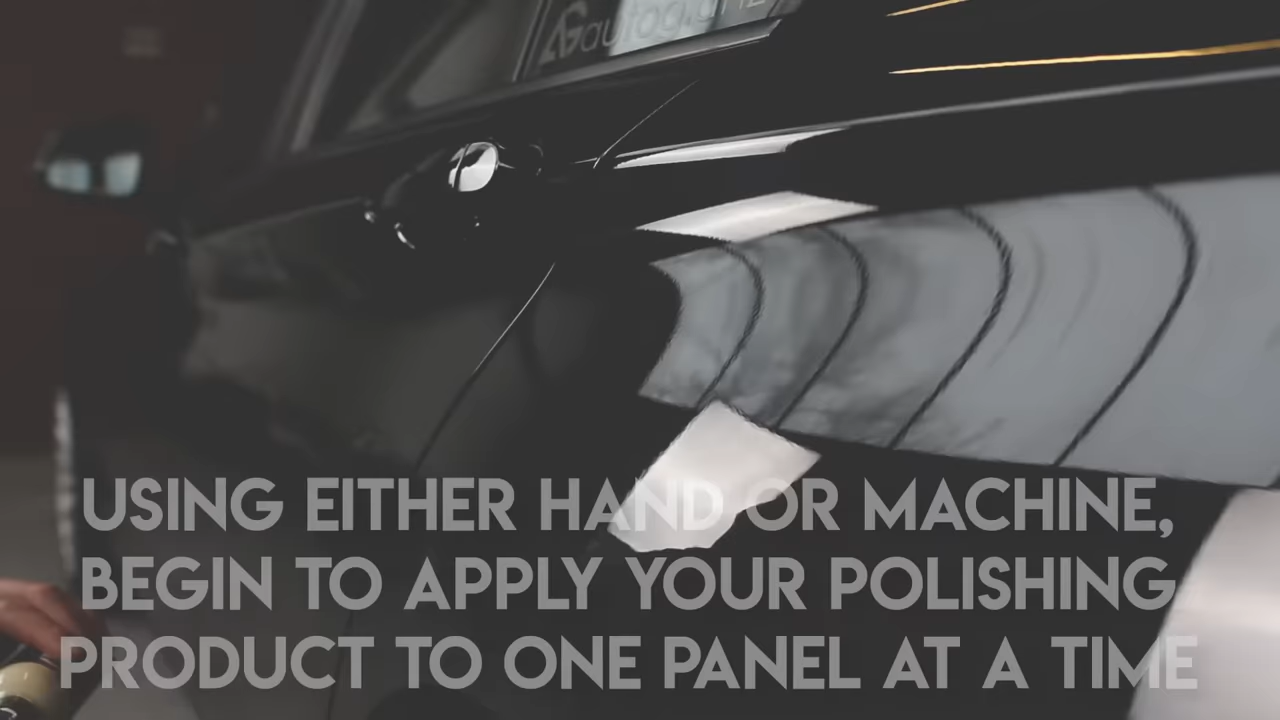 USING EITHER HAND OR MACHINE,
BEGIN TO APPLY YOUR POLISHING
PRODUCT TO ONE PANEL AT A TIME